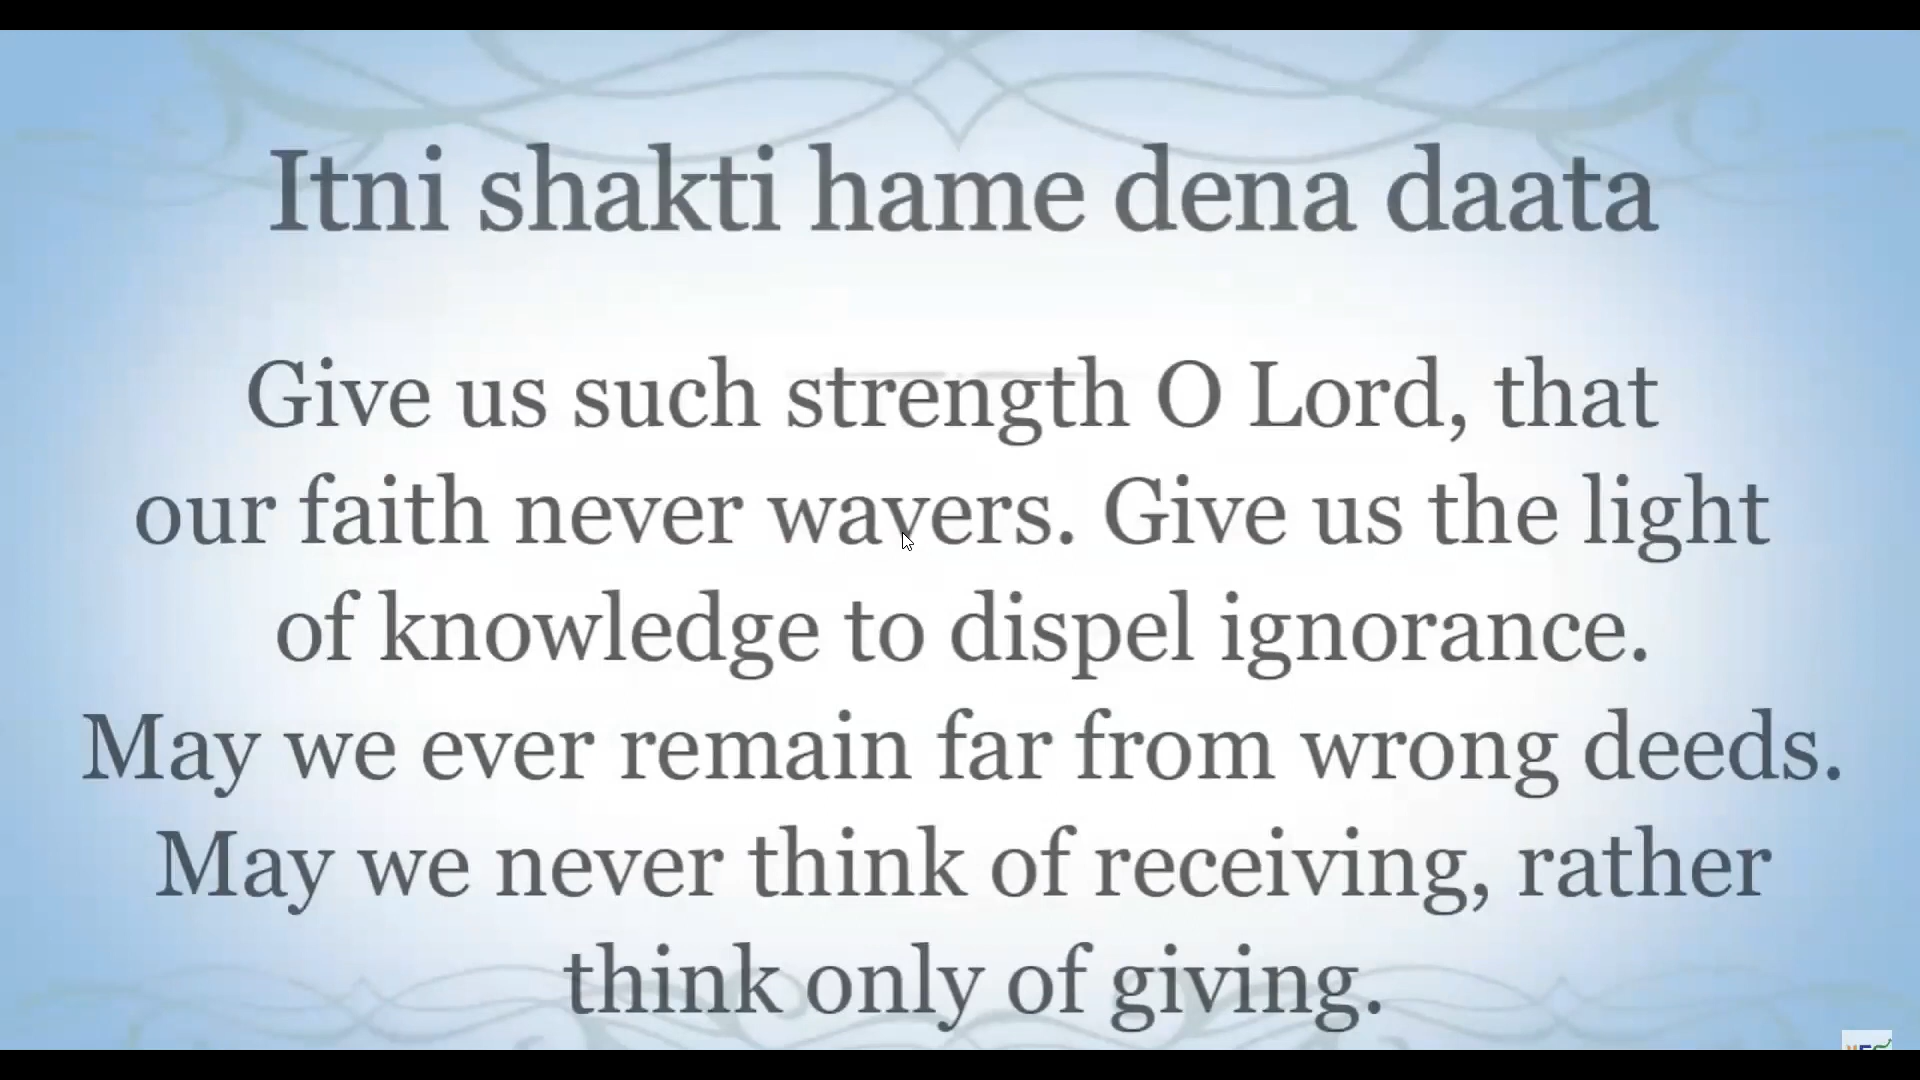 Itni shakti hame dena daata
Give us such strength O Lord, that
our faith never wavers. Give us the light
of knowledge to dispel ignorance.
May we ever remain far from wrong deeds.
May we never think of receiving, rather
think only of giving.